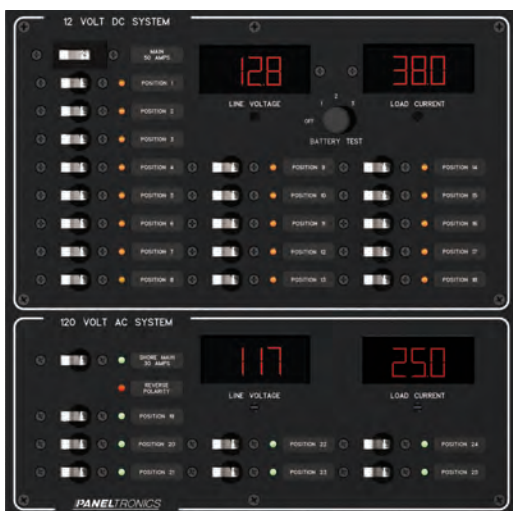 12 VOLT DC SYSTEM
MAIN
50 AMPS
12.8
38.0
LINE VOLTAGE
LOAD CURRENT
POSITION 1
POSITION 2
POSITION 3
OFF
1
2
3
BATTERY TEST
POSITION 4
POSITION 9
POSITION 14
POSITION 5
POSITION 10
POSITION 15
POSITION 6
POSITION 11
POSITION 16
POSITION 7
POSITION 12
POSITION 17
POSITION 8
POSITION 13
POSITION 18
120 VOLT AC SYSTEM
SHORE MAIN
30 AMPS
117
250
REVERSE
POLARITY
LINE VOLTAGE
LOAD CURRENT
POSITION 19
POSITION 20
POSITION 22
POSITION 24
POSITION 21
POSITION 23
POSITION 25
PANELTRONICS